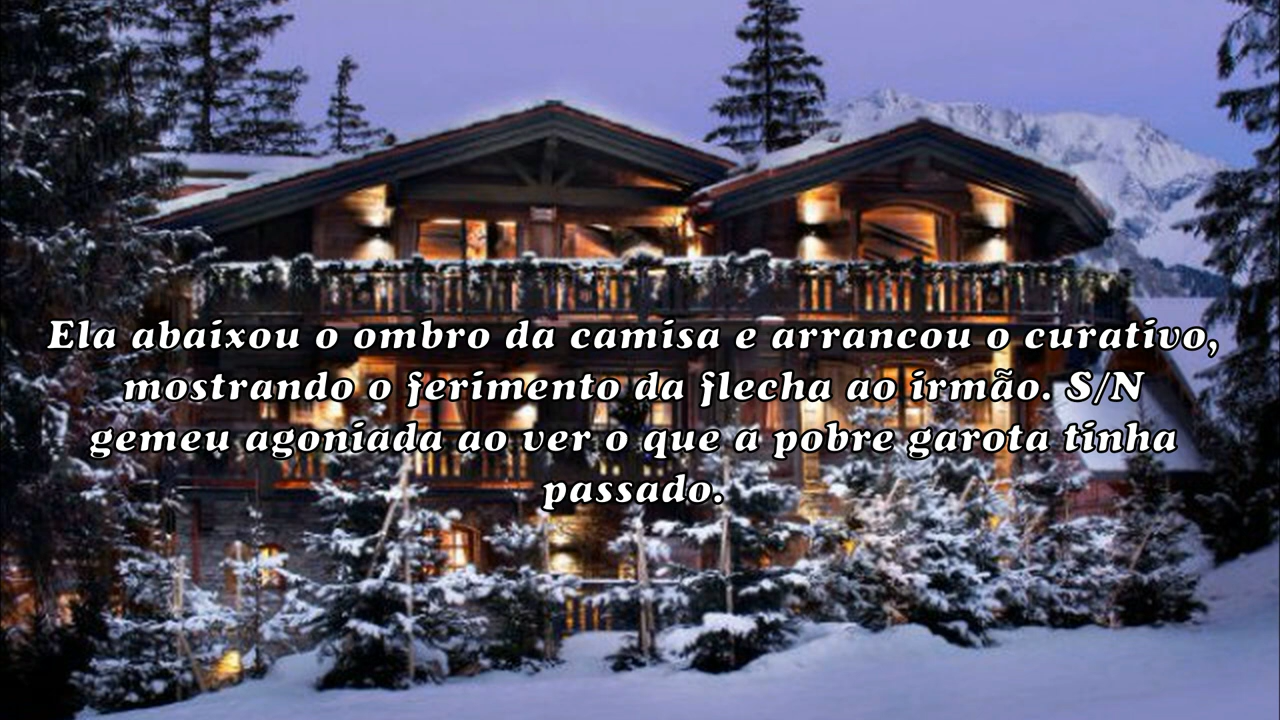 Ela abaixou o ombro da camisa e arrancou o curativo,
mostrando o ferimento da flecha ao irmão. S/N
gemeu agoniada ao ver o que a pobre garota tinha
passado.